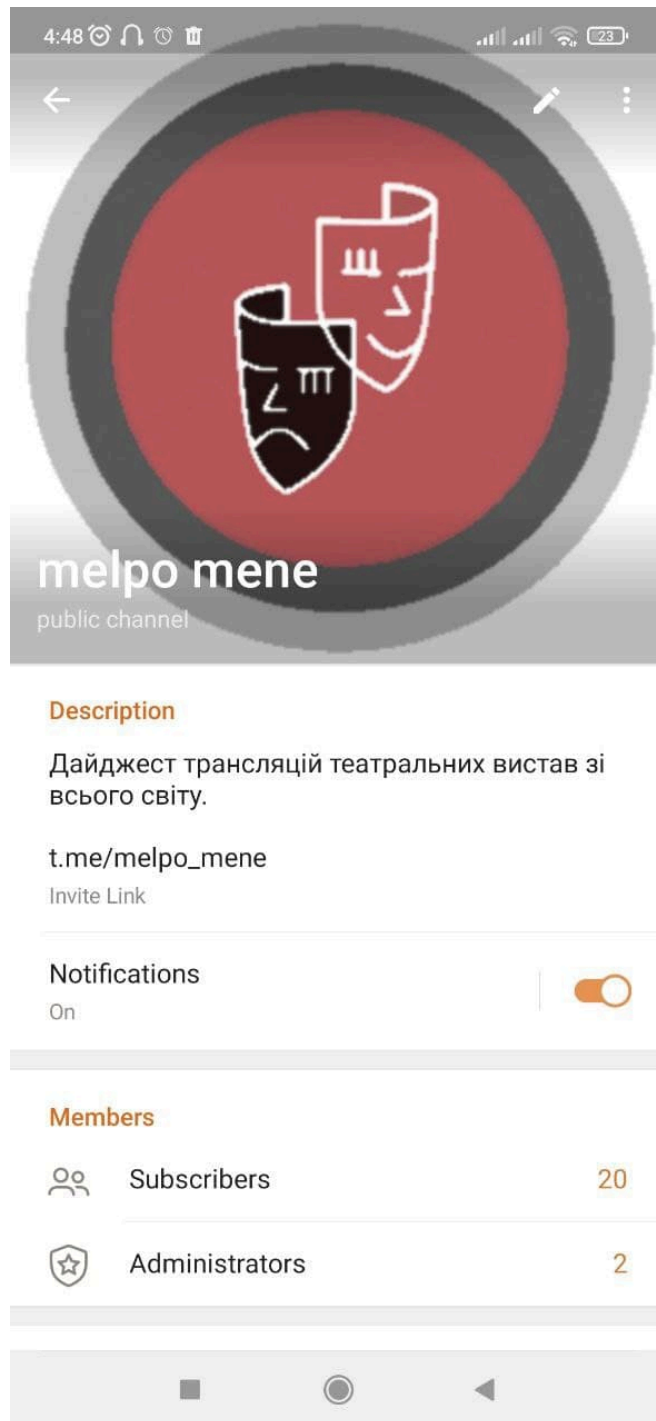 4:48
23
melpo mene
public channel
Description
Дайджест трансляцій театральних вистав зі
всього світу.
t.me/melpo_mene
Invite Link
Notifications
On
Members
Subscribers 20
Administrators 2